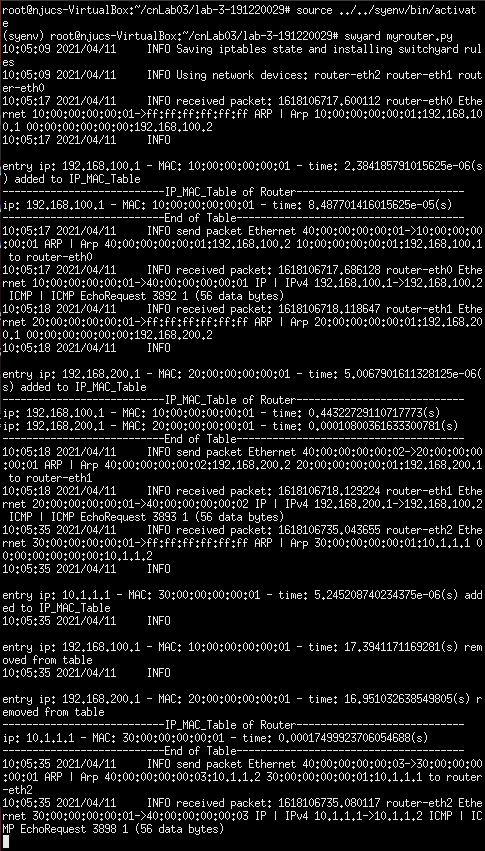 root@njucs-VirtualBox:~/cnLab03/lab-3-191220029# source ../../syenv/bin/activat
e
(syenv) root@njucs-VirtualBox:~/cnLab03/lab-3-191220029# swyard myrouter.py
10:05:09 2021/04/11     INFO Saving iptables state and installing switchyard rul
es
10:05:09 2021/04/11     INFO Using network devices: router-eth2 router-eth1 rout
er-eth0
10:05:17 2021/04/11     INFO received packet: 1618106717.600112 router-eth0 Ethe
rnet 10:00:00:00:00:01->ff:ff:ff:ff:ff:ff ARP | Arp 10:00:00:00:00:01:192.168.10
0.1 00:00:00:00:00:00:192.168.100.2
10:05:17 2021/04/11     INFO

entry ip: 192.168.100.1 - MAC: 10:00:00:00:00:01 - time: 2.384185791015625e-06(s
) added to IP_MAC_Table
--------------------------IP_MAC_Table of Router---------------------------
ip: 192.168.100.1 - MAC: 10:00:00:00:00:01 - time: 8.487701416015625e-05(s)
--------------------------End of Table-------------------------------------
10:05:17 2021/04/11     INFO send packet Ethernet 40:00:00:00:00:01->10:00:00:00
:00:01 ARP | Arp 40:00:00:00:00:01:192.168.100.2 10:00:00:00:00:01:192.168.100.1
 to router-eth0
10:05:17 2021/04/11     INFO received packet: 1618106717.686128 router-eth0 Ethe
rnet 10:00:00:00:00:01->40:00:00:00:00:01 IP | IPv4 192.168.100.1->192.168.100.2
 ICMP | ICMP EchoRequest 3892 1 (56 data bytes)
10:05:18 2021/04/11     INFO received packet: 1618106718.118647 router-eth1 Ethe
rnet 20:00:00:00:00:01->ff:ff:ff:ff:ff:ff ARP | Arp 20:00:00:00:00:01:192.168.20
0.1 00:00:00:00:00:00:192.168.200.2
10:05:18 2021/04/11     INFO

entry ip: 192.168.200.1 - MAC: 20:00:00:00:00:01 - time: 5.0067901611328125e-06(
s) added to IP_MAC_Table
--------------------------IP_MAC_Table of Router---------------------------
ip: 192.168.100.1 - MAC: 10:00:00:00:00:01 - time: 0.44322729110717773(s)
ip: 192.168.200.1 - MAC: 20:00:00:00:00:01 - time: 0.00010800361633300781(s)
--------------------------End of Table-------------------------------------
10:05:18 2021/04/11     INFO send packet Ethernet 40:00:00:00:00:02->20:00:00:00
:00:01 ARP | Arp 40:00:00:00:00:02:192.168.200.2 20:00:00:00:00:01:192.168.200.1
 to router-eth1
10:05:18 2021/04/11     INFO received packet: 1618106718.129224 router-eth1 Ethe
rnet 20:00:00:00:00:01->40:00:00:00:00:02 IP | IPv4 192.168.200.1->192.168.100.2
 ICMP | ICMP EchoRequest 3893 1 (56 data bytes)
10:05:35 2021/04/11     INFO received packet: 1618106735.043655 router-eth2 Ethe
rnet 30:00:00:00:00:01->ff:ff:ff:ff:ff:ff ARP | Arp 30:00:00:00:00:01:10.1.1.1 0
0:00:00:00:00:00:10.1.1.2
10:05:35 2021/04/11     INFO

entry ip: 10.1.1.1 - MAC: 30:00:00:00:00:01 - time: 5.245208740234375e-06(s) add
ed to IP_MAC_Table
10:05:35 2021/04/11     INFO

entry ip: 192.168.100.1 - MAC: 10:00:00:00:00:01 - time: 17.3941171169281(s) rem
oved from table
10:05:35 2021/04/11     INFO

entry ip: 192.168.200.1 - MAC: 20:00:00:00:00:01 - time: 16.951032638549805(s) r
emoved from table
--------------------------IP_MAC_Table of Router---------------------------
ip: 10.1.1.1 - MAC: 30:00:00:00:00:01 - time: 0.00017499923706054688(s)
--------------------------End of Table-------------------------------------
10:05:35 2021/04/11     INFO send packet Ethernet 40:00:00:00:00:03->30:00:00:00
:00:01 ARP | Arp 40:00:00:00:00:03:10.1.1.2 30:00:00:00:00:01:10.1.1.1 to router
-eth2
10:05:35 2021/04/11     INFO received packet: 1618106735.080117 router-eth2 Ethe
rnet 30:00:00:00:00:01->40:00:00:00:00:03 IP | IPv4 10.1.1.1->10.1.1.2 ICMP | IC
MP EchoRequest 3898 1 (56 data bytes)